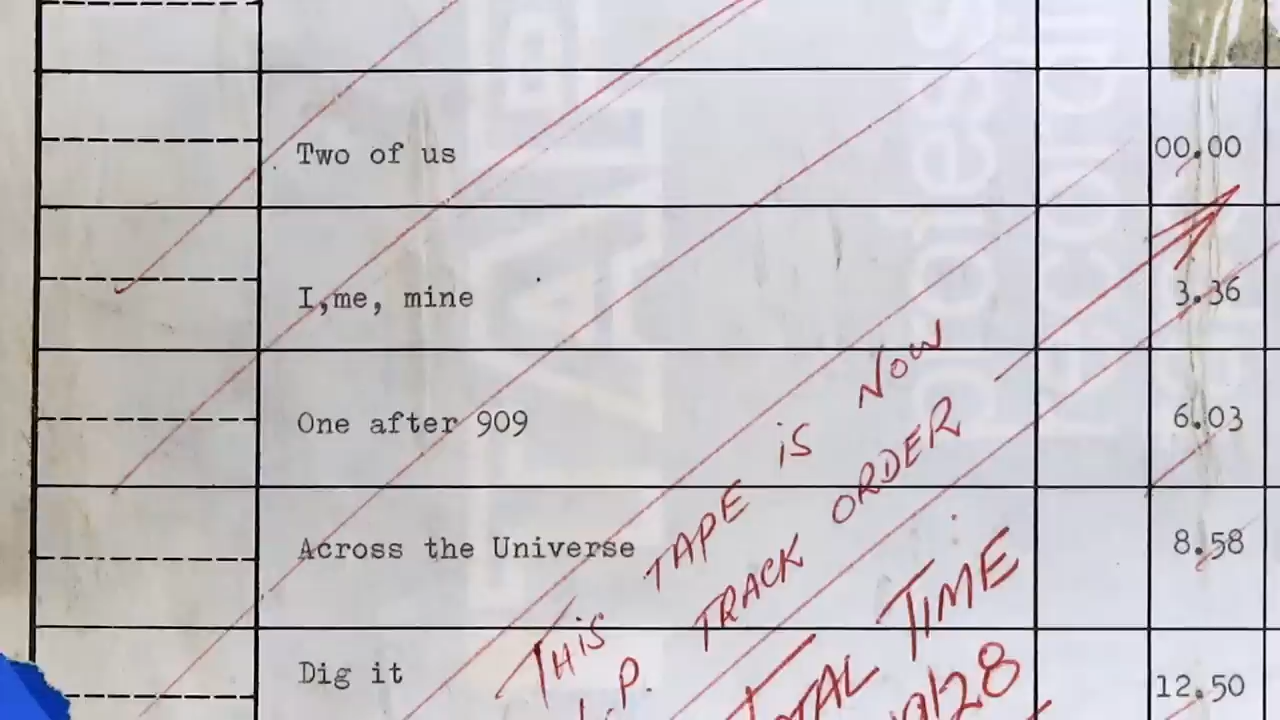 Two of us 00.00
I,me, mine 3.36
One after 909 6.03
Across the Universe 8.58
Dig it 12.50
THIS TAPE IS NOW
L.P. TRACK ORDER
TOTAL TIME